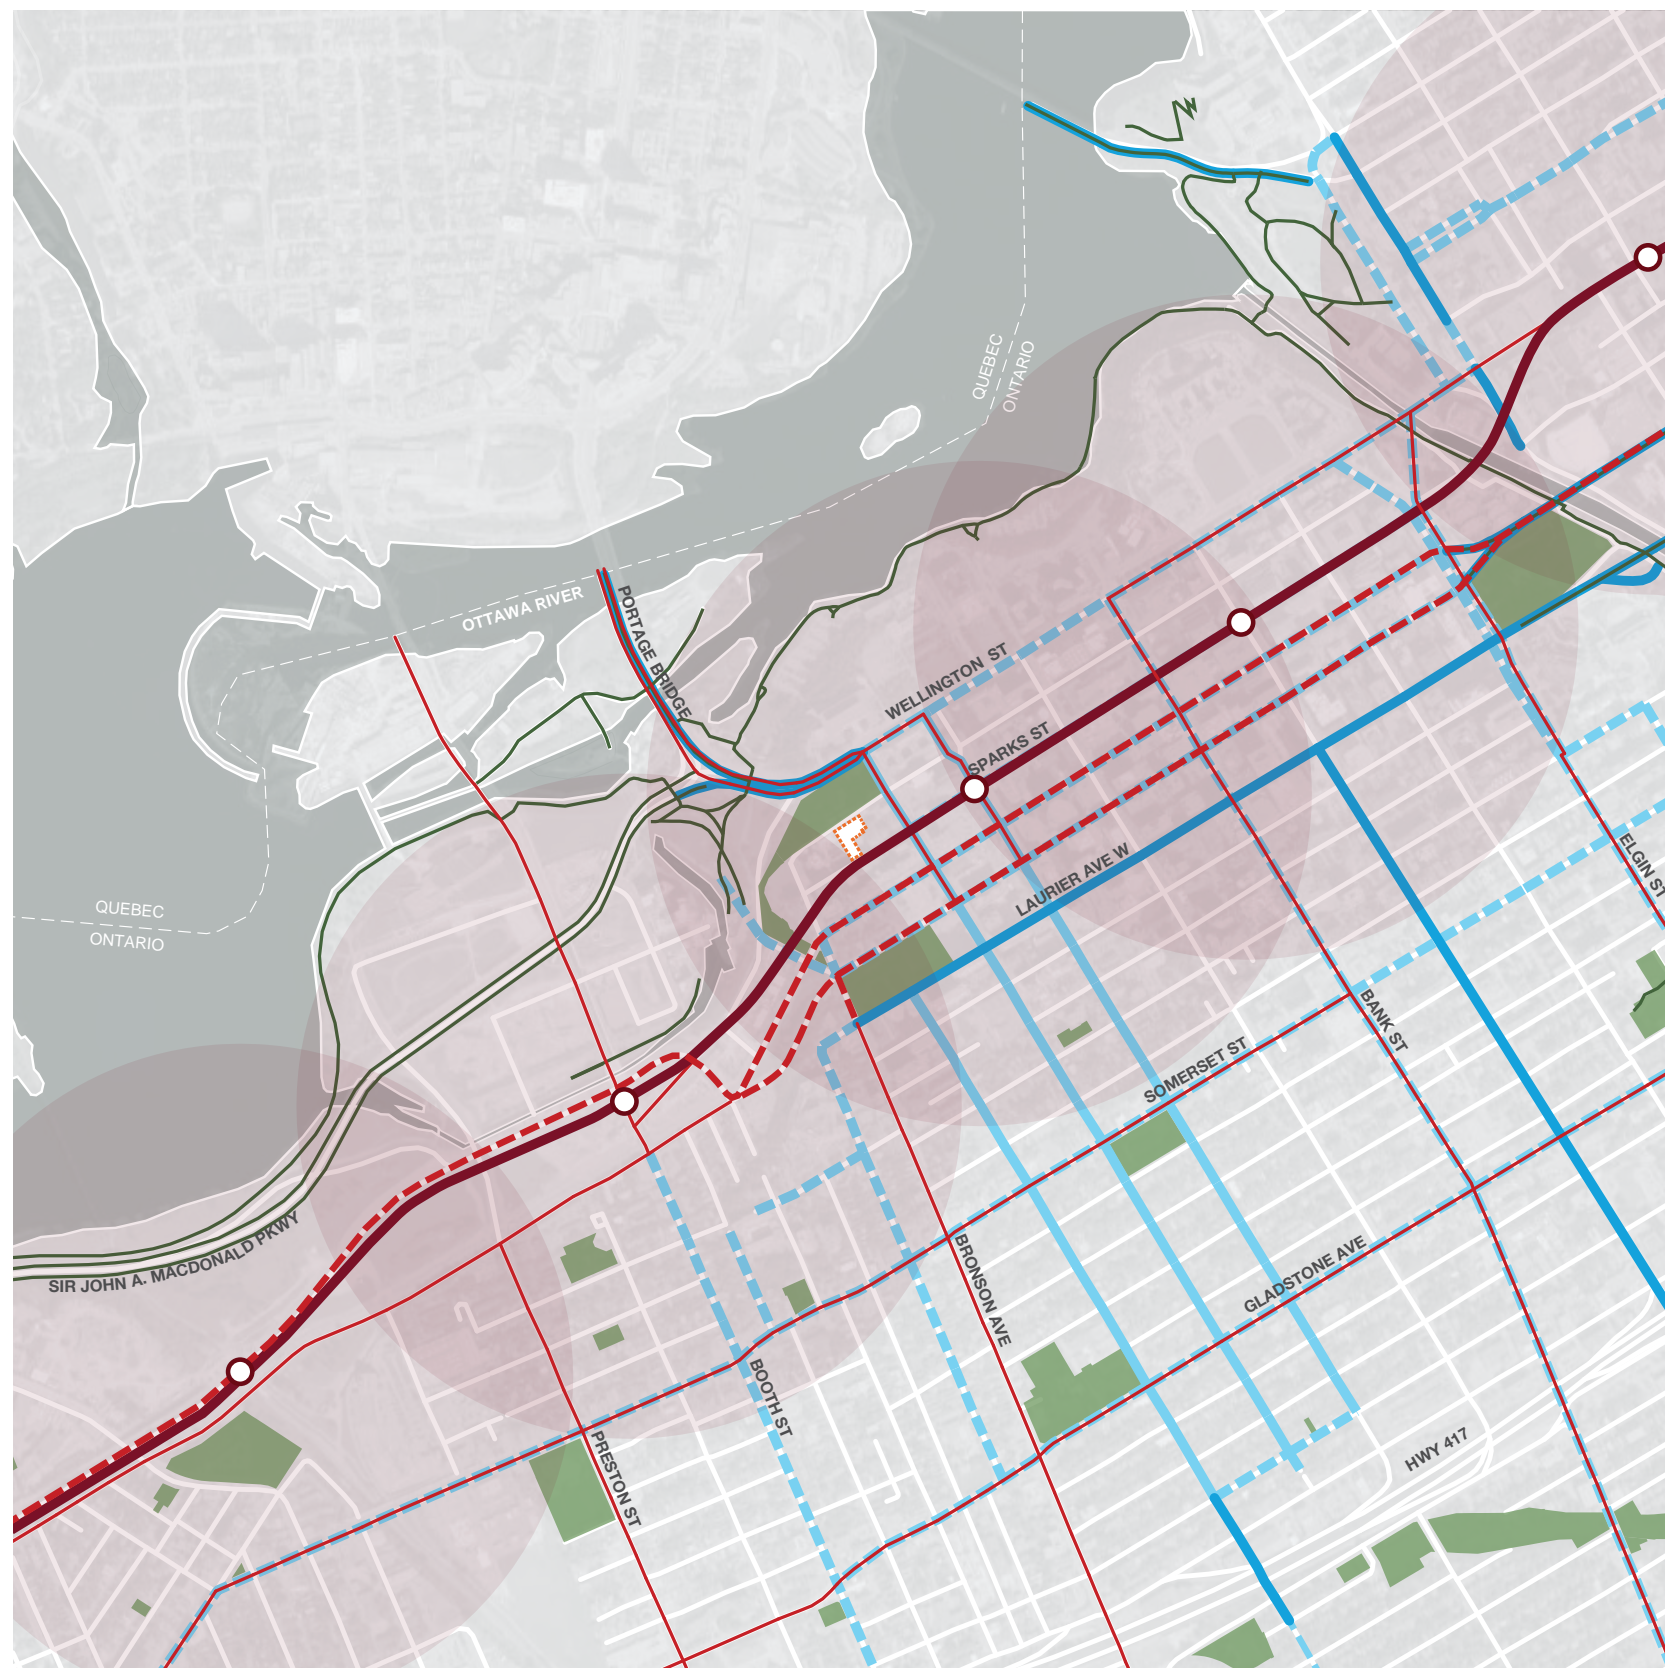 QUEBEC
ONTARIO
OTTAWA RIVER
PORTAGE BRIDGE
WELLINGTON ST
SPARKS ST
LAURIER AVE W
ELGIN ST
QUEBEC
ONTARIO
BANK ST
SOMERSET ST
SIR JOHN A. MACDONALD PKWY
BRONSON AVE
GLADSTONE AVE
BOOTH ST
PRESTON ST
HWY 417